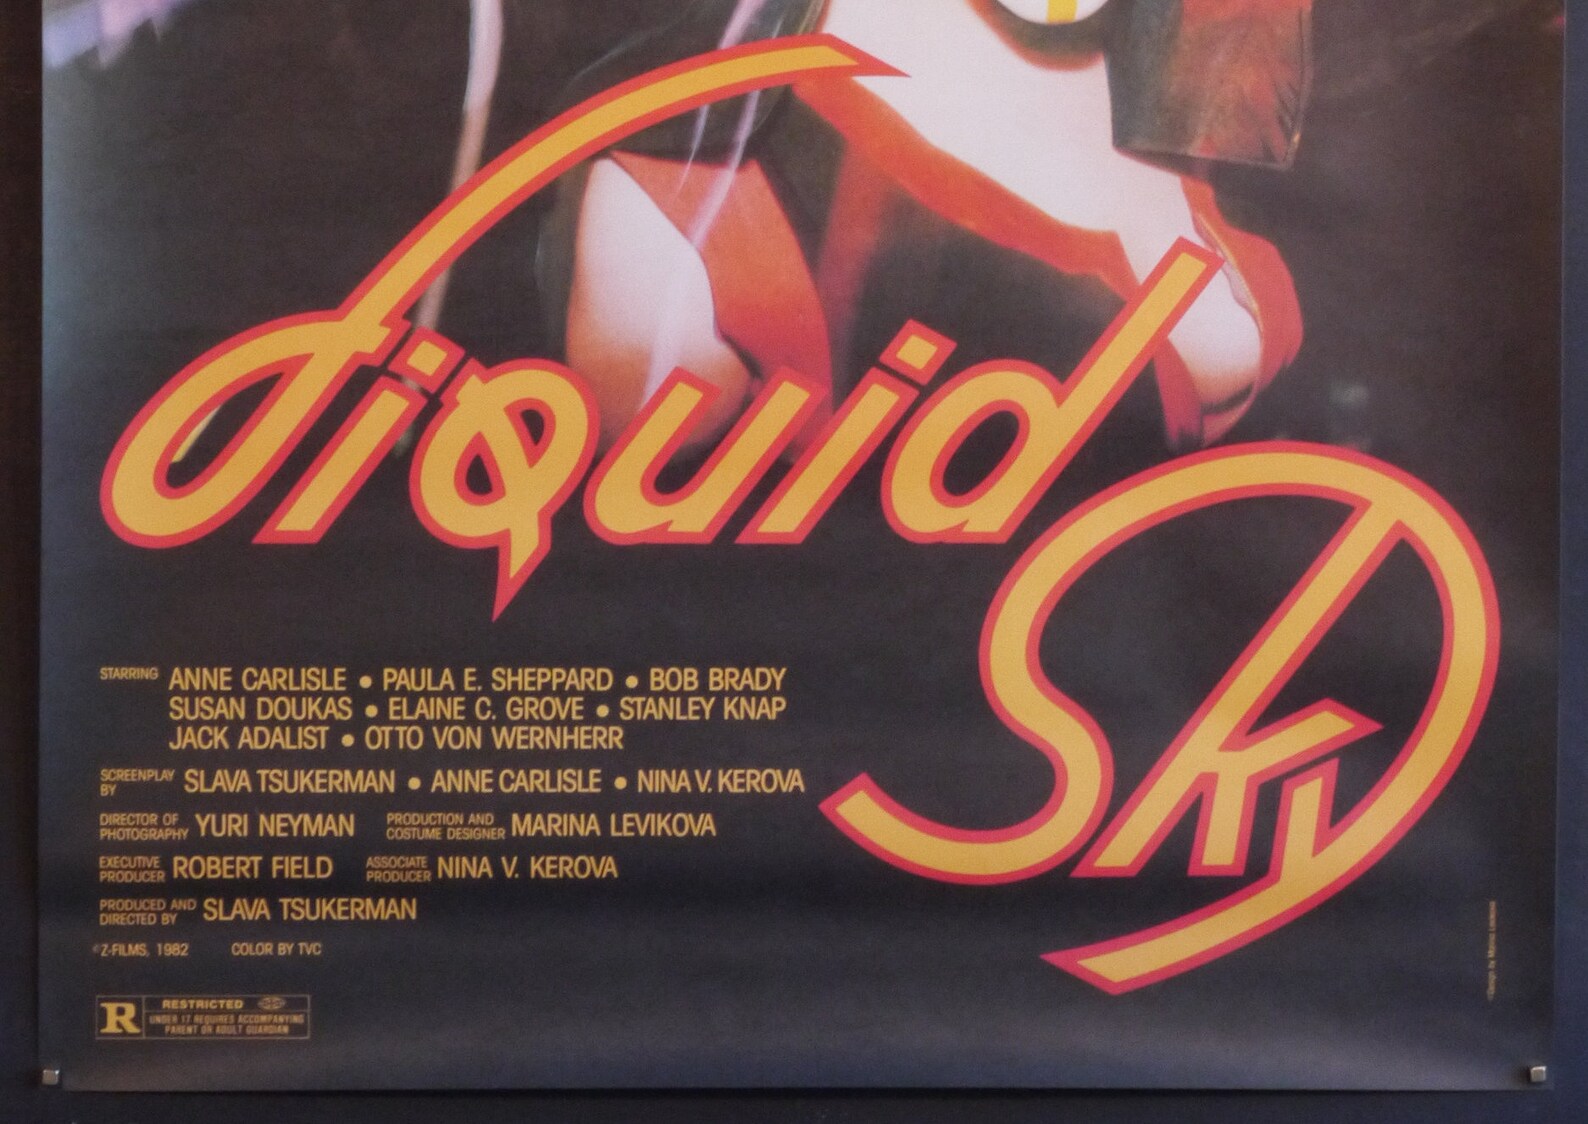 Liquid
Sky
STARRING ANNE CARLISLE • PAULA E. SHEPPARD • BOB BRADY
SUSAN DOUKAS • ELAINE C. GROVE • STANLEY KNAP
JACK ADALIST • OTTO VON WERNHERR
SCREENPLAY BY SLAVA TSUKERMAN • ANNE CARLISLE • NINA V. KEROVA
DIRECTOR OF PHOTOGRAPHY YURI NEYMAN PRODUCTION AND COSTUME DESIGNER MARINA LEVIKOVA
EXECUTIVE PRODUCER ROBERT FIELD ASSOCIATE PRODUCER NINA V. KEROVA
PRODUCED AND DIRECTED BY SLAVA TSUKERMAN
©Z-FILMS, 1982 COLOR BY TVC
R RESTRICTED
UNDER 17 REQUIRES ACCOMPANYING
PARENT OR ADULT GUARDIAN